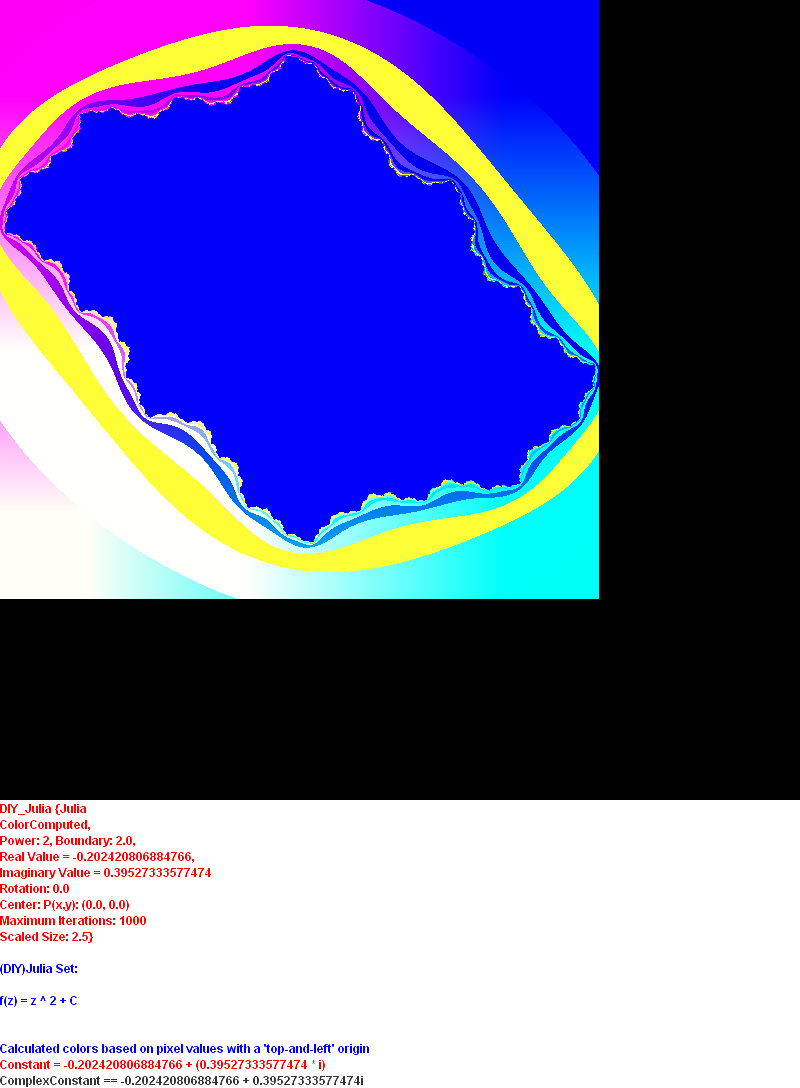 DIY_Julia {Julia
ColorComputed,
Power: 2, Boundary: 2.0,
Real Value = -0.202420806884766,
Imaginary Value = 0.39527333577474
Rotation: 0.0
Center: P(x,y): (0.0, 0.0)
Maximum Iterations: 1000
Scaled Size: 2.5}
(DIY)Julia Set:
f(z) = z ^ 2 + C
Calculated colors based on pixel values with a 'top-and-left' origin
Constant = -0.202420806884766 + (0.39527333577474 * i)
ComplexConstant == -0.202420806884766 + 0.39527333577474i